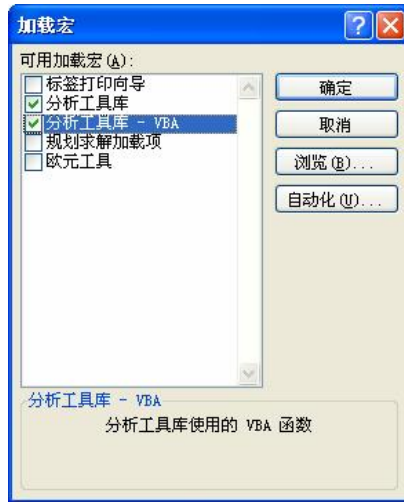 加载宏
可用加载宏(A):
标签打印向导
分析工具库
分析工具库 - VBA
规划求解加载项
欧元工具
确定
取消
浏览(B)...
自动化(U)...
分析工具库 - VBA
分析工具库使用的 VBA 函数